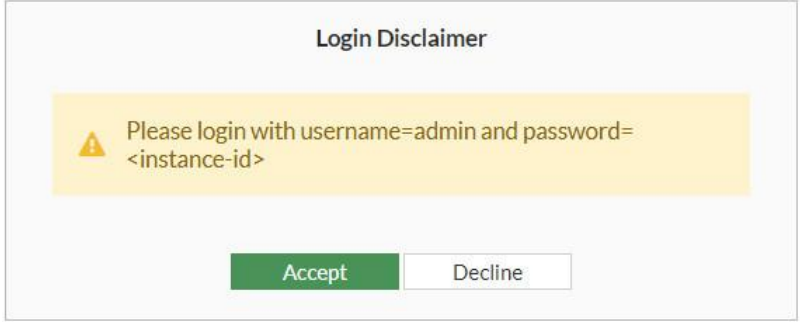 Login Disclaimer
Please login with username=admin and password=
<instance-id>
Accept
Decline